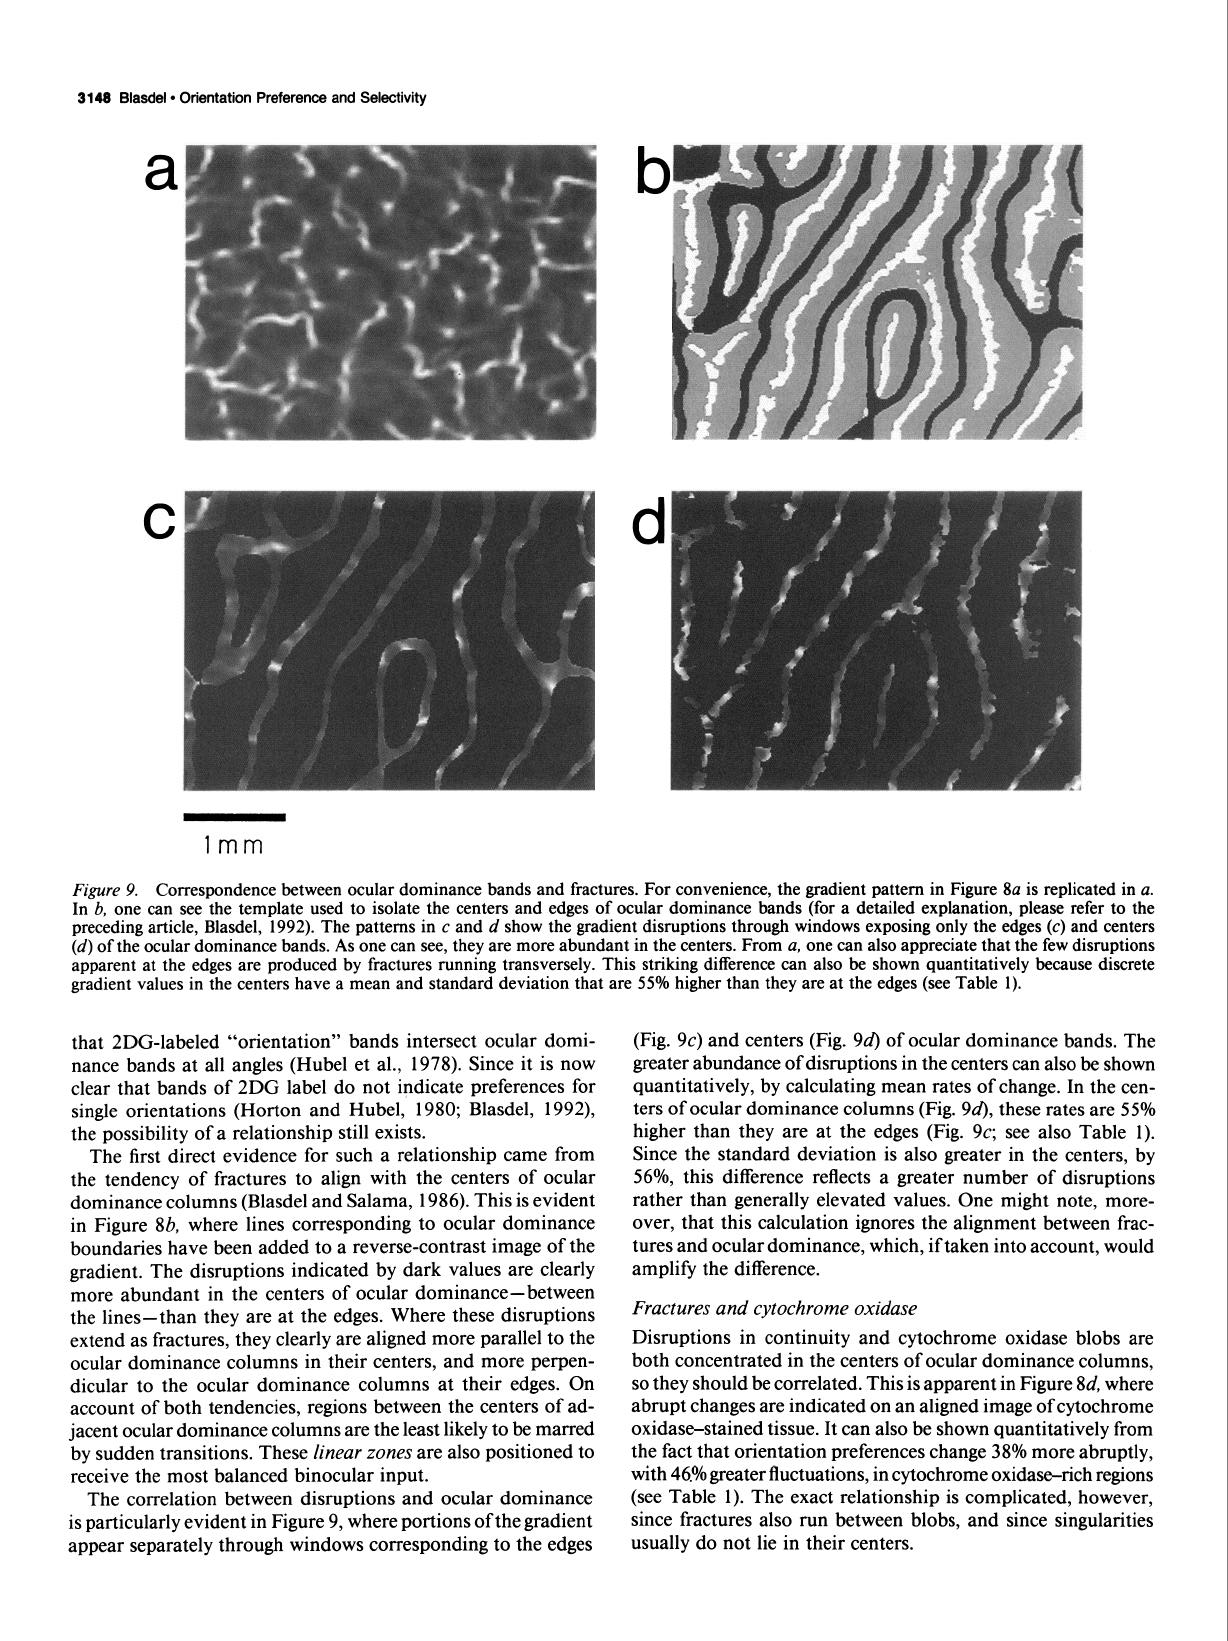 3148 Blasdel • Orientation Preference and Selectivity
a
b
c
d
1 mm
Figure 9. Correspondence between ocular dominance bands and fractures. For convenience, the gradient pattern in Figure 8a is replicated in a.
In b, one can see the template used to isolate the centers and edges of ocular dominance bands (for a detailed explanation, please refer to the
preceding article, Blasdel, 1992). The patterns in c and d show the gradient disruptions through windows exposing only the edges (c) and centers
(d) of the ocular dominance bands. As one can see, they are more abundant in the centers. From a, one can also appreciate that the few disruptions
apparent at the edges are produced by fractures running transversely. This striking difference can also be shown quantitatively because discrete
gradient values in the centers have a mean and standard deviation that are 55% higher than they are at the edges (see Table 1).
that 2DG-labeled “orientation” bands intersect ocular domi-
nance bands at all angles (Hubel et al., 1978). Since it is now
clear that bands of 2DG label do not indicate preferences for
single orientations (Horton and Hubel, 1980; Blasdel, 1992),
the possibility of a relationship still exists.
The first direct evidence for such a relationship came from
the tendency of fractures to align with the centers of ocular
dominance columns (Blasdel and Salama, 1986). This is evident
in Figure 8b, where lines corresponding to ocular dominance
boundaries have been added to a reverse-contrast image of the
gradient. The disruptions indicated by dark values are clearly
more abundant in the centers of ocular dominance—between
the lines—than they are at the edges. Where these disruptions
extend as fractures, they clearly are aligned more parallel to the
ocular dominance columns in their centers, and more perpen-
dicular to the ocular dominance columns at their edges. On
account of both tendencies, regions between the centers of ad-
jacent ocular dominance columns are the least likely to be marred
by sudden transitions. These linear zones are also positioned to
receive the most balanced binocular input.
The correlation between disruptions and ocular dominance
is particularly evident in Figure 9, where portions of the gradient
appear separately through windows corresponding to the edges
(Fig. 9c) and centers (Fig. 9d) of ocular dominance bands. The
greater abundance of disruptions in the centers can also be shown
quantitatively, by calculating mean rates of change. In the cen-
ters of ocular dominance columns (Fig. 9d), these rates are 55%
higher than they are at the edges (Fig. 9c; see also Table 1).
Since the standard deviation is also greater in the centers, by
56%, this difference reflects a greater number of disruptions
rather than generally elevated values. One might note, more-
over, that this calculation ignores the alignment between frac-
tures and ocular dominance, which, if taken into account, would
amplify the difference.
Fractures and cytochrome oxidase
Disruptions in continuity and cytochrome oxidase blobs are
both concentrated in the centers of ocular dominance columns,
so they should be correlated. This is apparent in Figure 8d, where
abrupt changes are indicated on an aligned image of cytochrome
oxidase–stained tissue. It can also be shown quantitatively from
the fact that orientation preferences change 38% more abruptly,
with 46% greater fluctuations, in cytochrome oxidase–rich regions
(see Table 1). The exact relationship is complicated, however,
since fractures also run between blobs, and since singularities
usually do not lie in their centers.